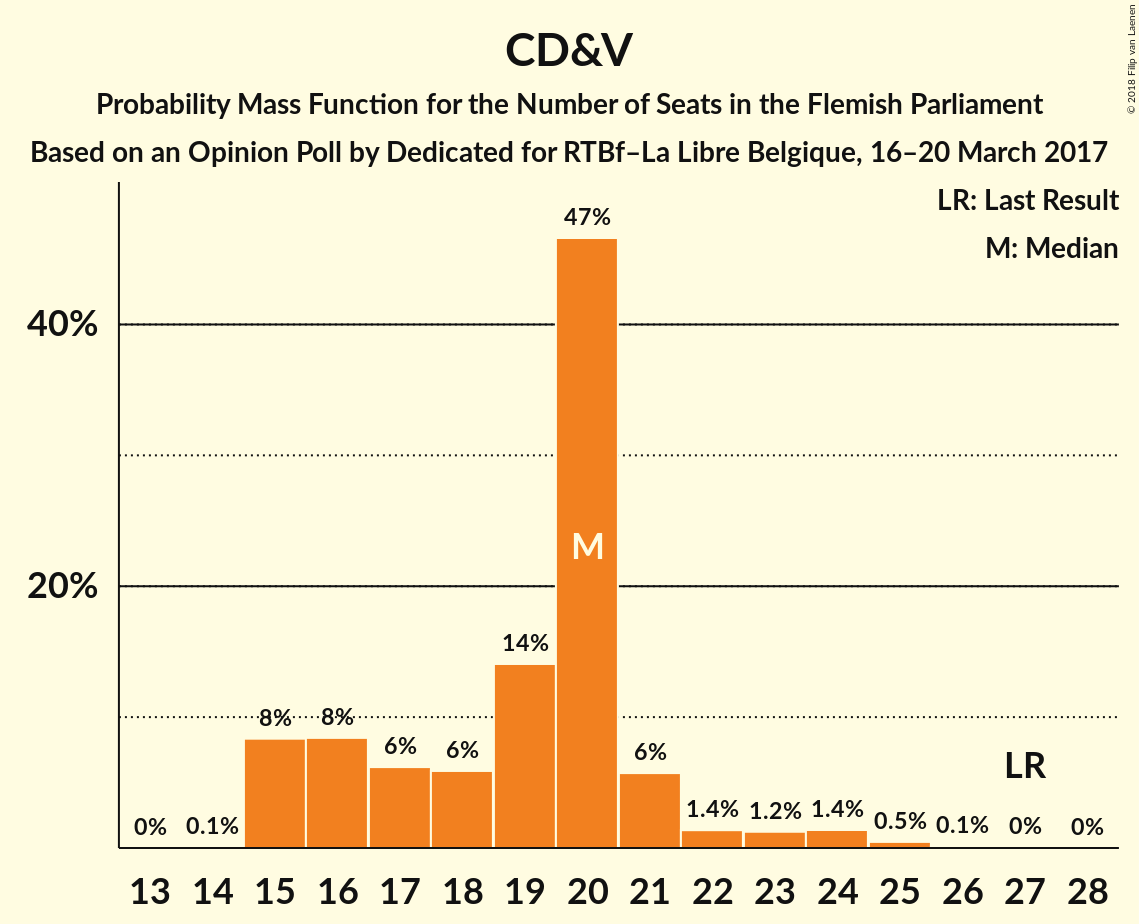 CD&V
Probability Mass Function for the Number of Seats in the Flemish Parliament
Based on an Opinion Poll by Dedicated for RTBf–La Libre Belgique, 16–20 March 2017
© 2018 Filip van Laenen
LR: Last Result
M: Median
40%
20%
0%
0.1%
8%
8%
6%
6%
14%
47%
M
6%
1.4%
1.2%
1.4%
0.5%
0.1%
0%
LR
0%
13 14 15 16 17 18 19 20 21 22 23 24 25 26 27 28